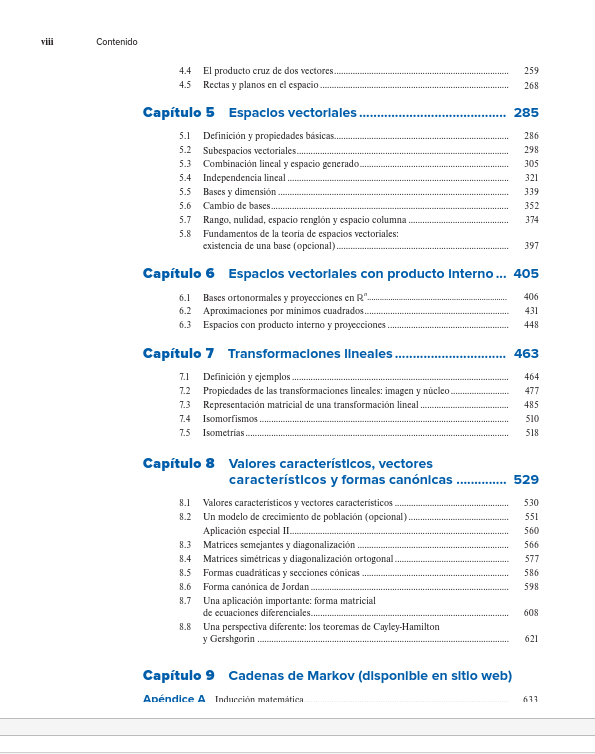 viii Contenido
4.4 El producto cruz de dos vectores 259
4.5 Rectas y planos en el espacio 268
Capítulo 5 Espacios vectoriales 285
5.1 Definición y propiedades básicas 286
5.2 Subespacios vectoriales 298
5.3 Combinación lineal y espacio generado 305
5.4 Independencia lineal 321
5.5 Bases y dimensión 339
5.6 Cambio de bases 352
5.7 Rango, nulidad, espacio renglón y espacio columna 374
5.8 Fundamentos de la teoría de espacios vectoriales:
existencia de una base (opcional) 397
Capítulo 6 Espacios vectoriales con producto interno ... 405
6.1 Bases ortonormales y proyecciones en ℝⁿ 406
6.2 Aproximaciones por mínimos cuadrados 431
6.3 Espacios con producto interno y proyecciones 448
Capítulo 7 Transformaciones lineales 463
7.1 Definición y ejemplos 464
7.2 Propiedades de las transformaciones lineales: imagen y núcleo 477
7.3 Representación matricial de una transformación lineal 485
7.4 Isomorfismos 510
7.5 Isometrías 518
Capítulo 8 Valores característicos, vectores
característicos y formas canónicas 529
8.1 Valores característicos y vectores característicos 530
8.2 Un modelo de crecimiento de población (opcional) 551
Aplicación especial II 560
8.3 Matrices semejantes y diagonalización 566
8.4 Matrices simétricas y diagonalización ortogonal 577
8.5 Formas cuadráticas y secciones cónicas 586
8.6 Forma canónica de Jordan 598
8.7 Una aplicación importante: forma matricial
de ecuaciones diferenciales 608
8.8 Una perspectiva diferente: los teoremas de Cayley-Hamilton
y Gershgorin 621
Capítulo 9 Cadenas de Markov (disponible en sitio web)
Apéndice A Inducción matemática 633